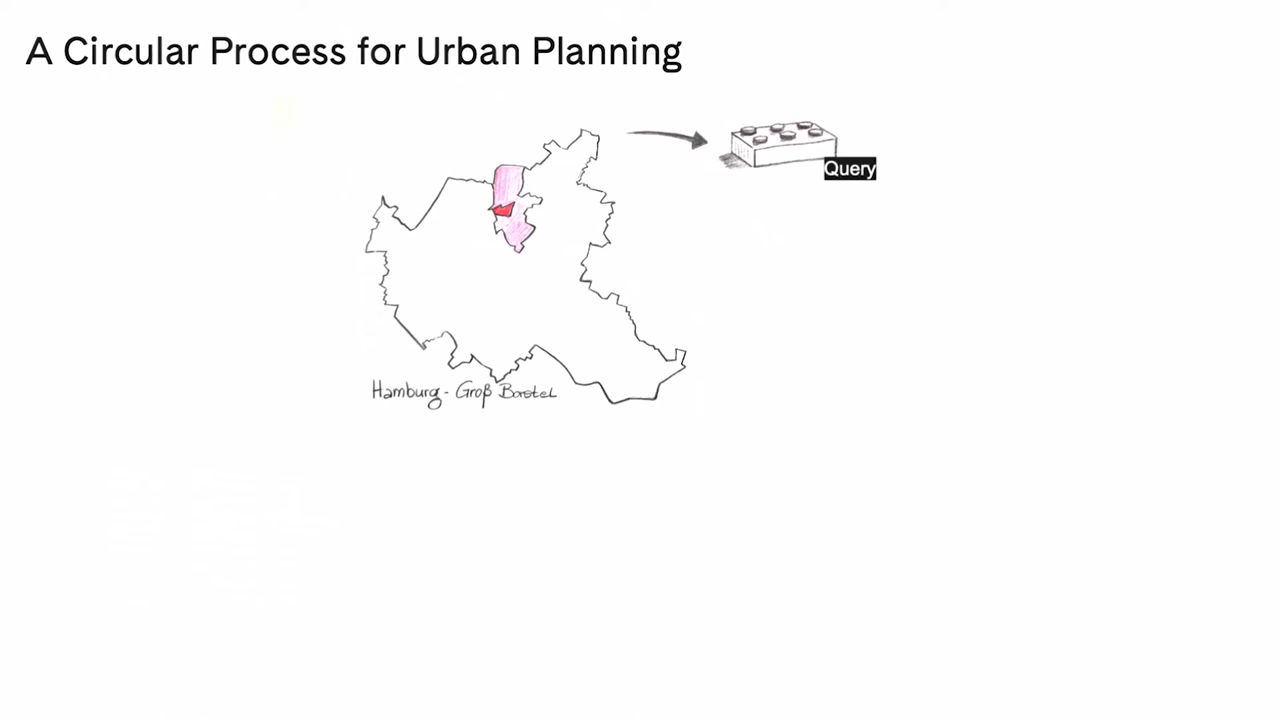 A Circular Process for Urban Planning
Query
Hamburg - Groß Borstel